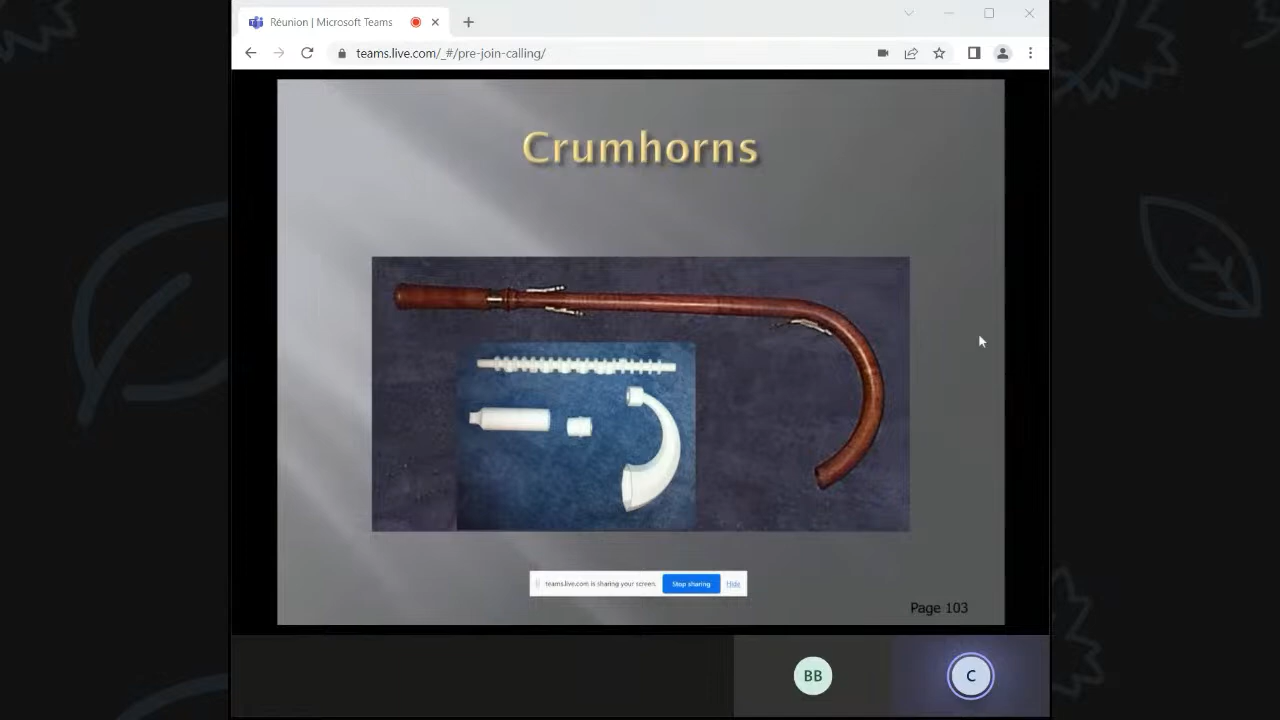 Réunion | Microsoft Teams
teams.live.com/_#/pre-join-calling/
Crumhorns
teams.live.com is sharing your screen.
Stop sharing
Hide
Page 103
BB
C